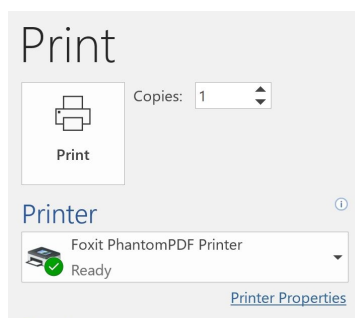 Print
Copies: 1
Print
Printer
Foxit PhantomPDF Printer
Ready
Printer Properties